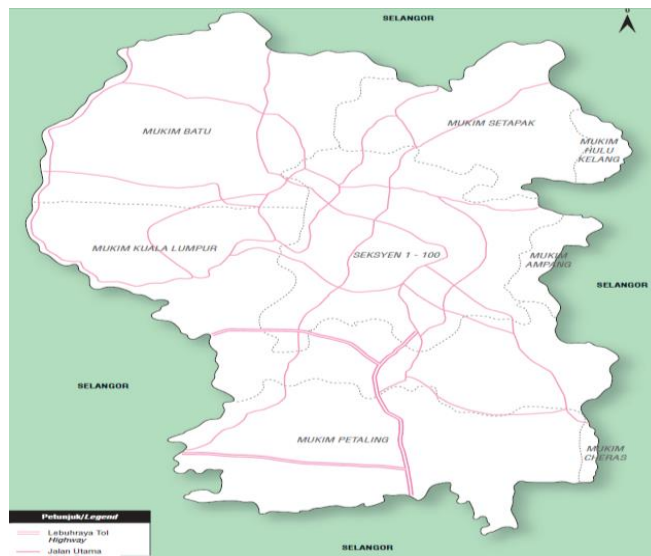 SELANGOR
U
MUKIM BATU
MUKIM SETAPAK
MUKIM
HULU
KELANG
MUKIM KUALA LUMPUR
SEKSYEN 1 - 100
MUKIM
AMPANG
SELANGOR
SELANGOR
MUKIM PETALING
MUKIM
CHERAS
Petunjuk/Legend
Lebuhraya Tol
Highway
Jalan Utama
SELANGOR